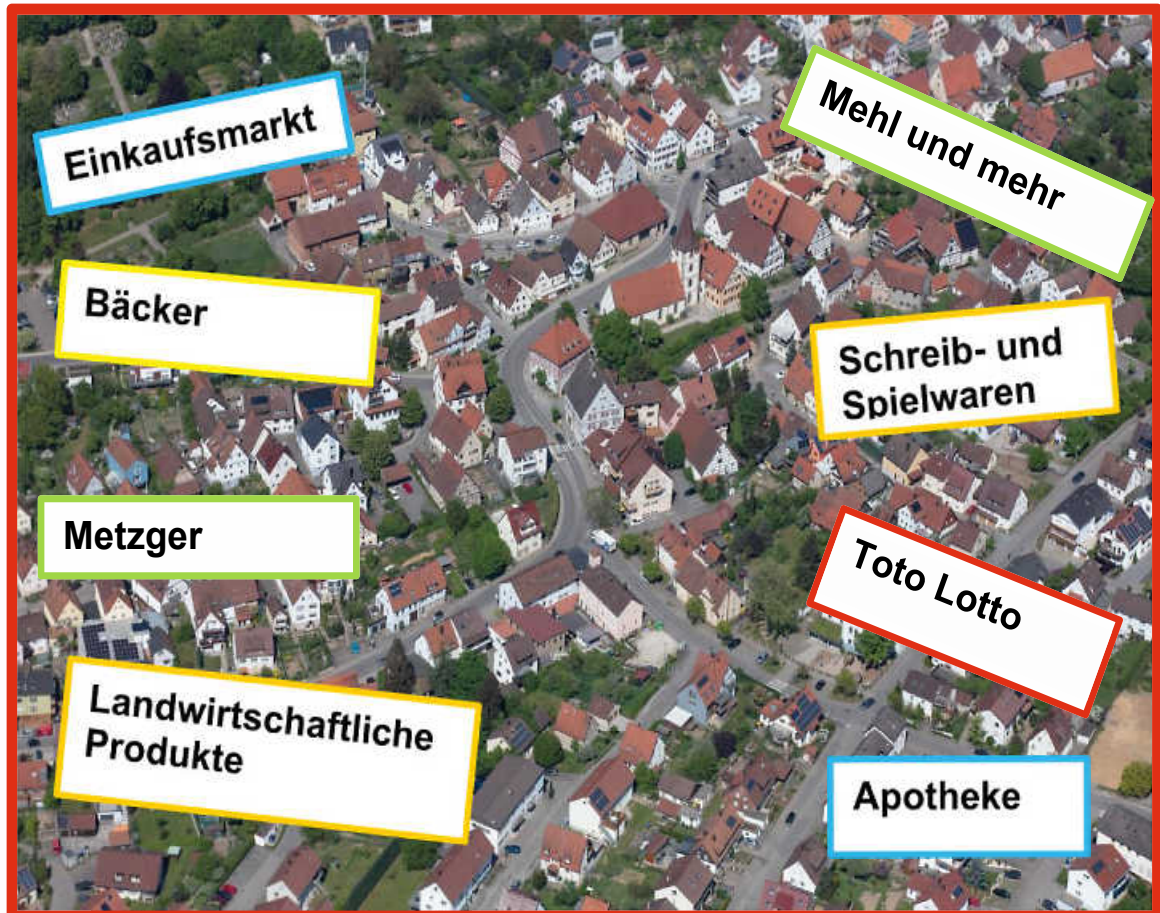 Einkaufsmarkt
Bäcker
Metzger
Landwirtschaftliche
Produkte
Mehl und mehr
Schreib- und
Spielwaren
Toto Lotto
Apotheke